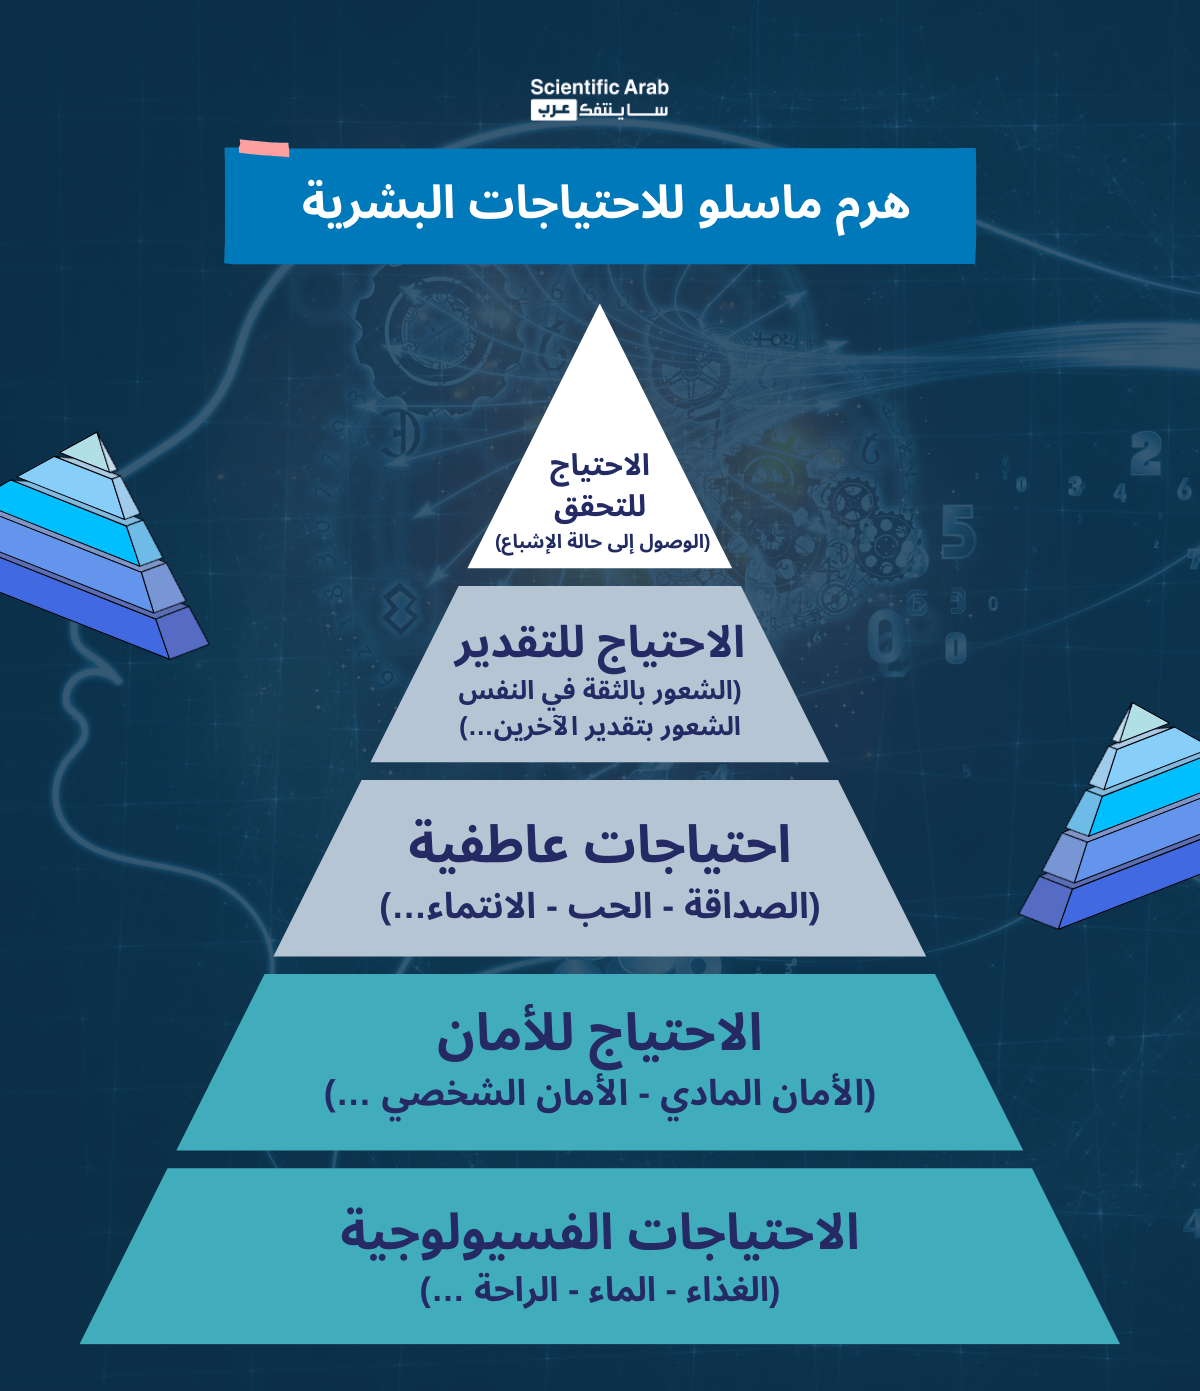 Scientific Arab
ساينتفك عرب
هرم ماسلو للاحتياجات البشرية
الاحتياج
للتحقق
(الوصول إلى حالة الإشباع)
الاحتياج للتقدير
(الشعور بالثقة في النفس
الشعور بتقدير الآخرين...)
احتياجات عاطفية
(الصداقة - الحب - الانتماء...)
الاحتياج للأمان
(الأمان المادي - الأمان الشخصي ...)
الاحتياجات الفسيولوجية
(الغذاء - الماء - الراحة ...)